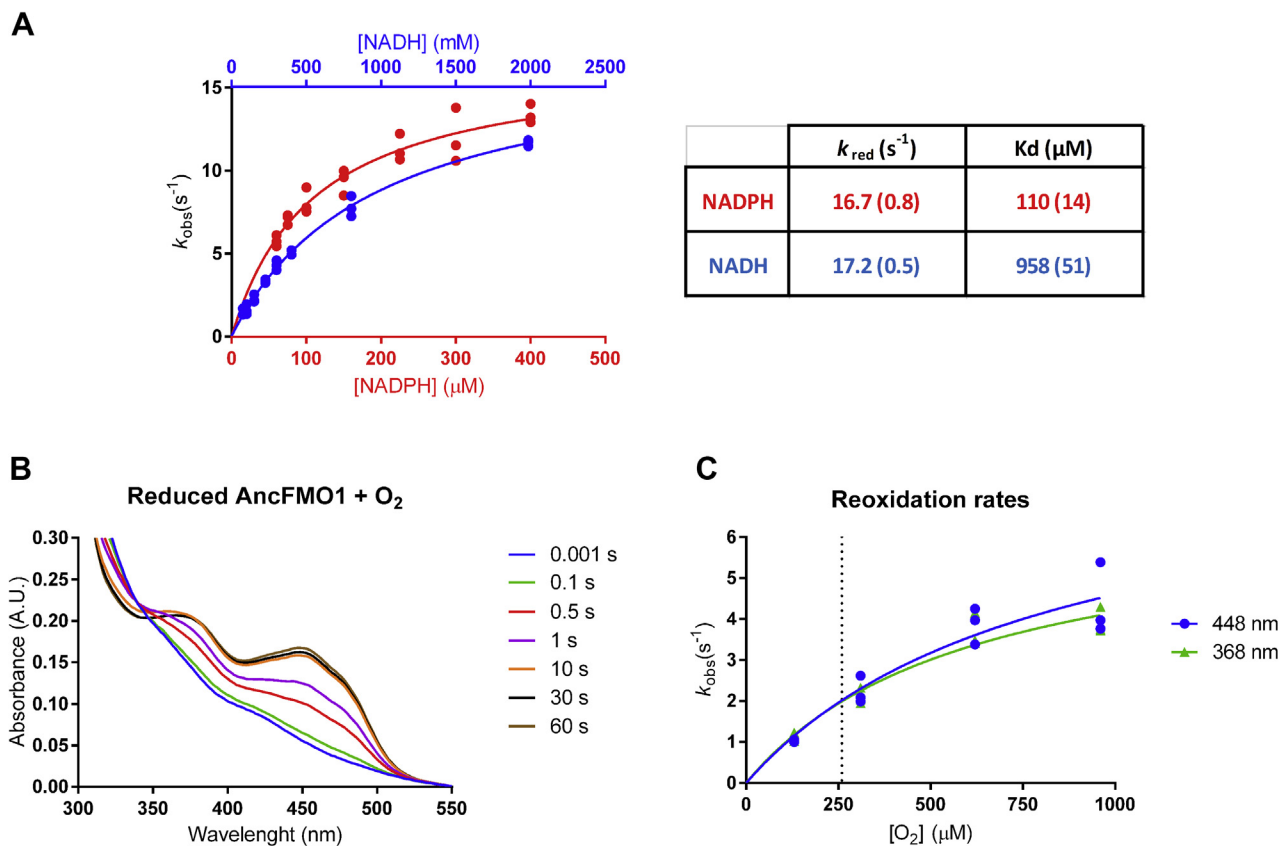 A
[NADH] (mM)
0 500 1000 1500 2000 2500
15
10
5
0
k_obs(s⁻¹)
0 100 200 300 400 500
[NADPH] (μM)
k_red (s⁻¹) Kd (μM)
NADPH 16.7 (0.8) 110 (14)
NADH 17.2 (0.5) 958 (51)
B
Reduced AncFMO1 + O₂
0.30
0.25
0.20
0.15
0.10
0.05
0.00
Absorbance (A.U.)
300 350 400 450 500 550
Wavelenght (nm)
0.001 s
0.1 s
0.5 s
1 s
10 s
30 s
60 s
C
Reoxidation rates
6
5
4
3
2
1
0
k_obs(s⁻¹)
0 250 500 750 1000
[O₂] (μM)
448 nm
368 nm